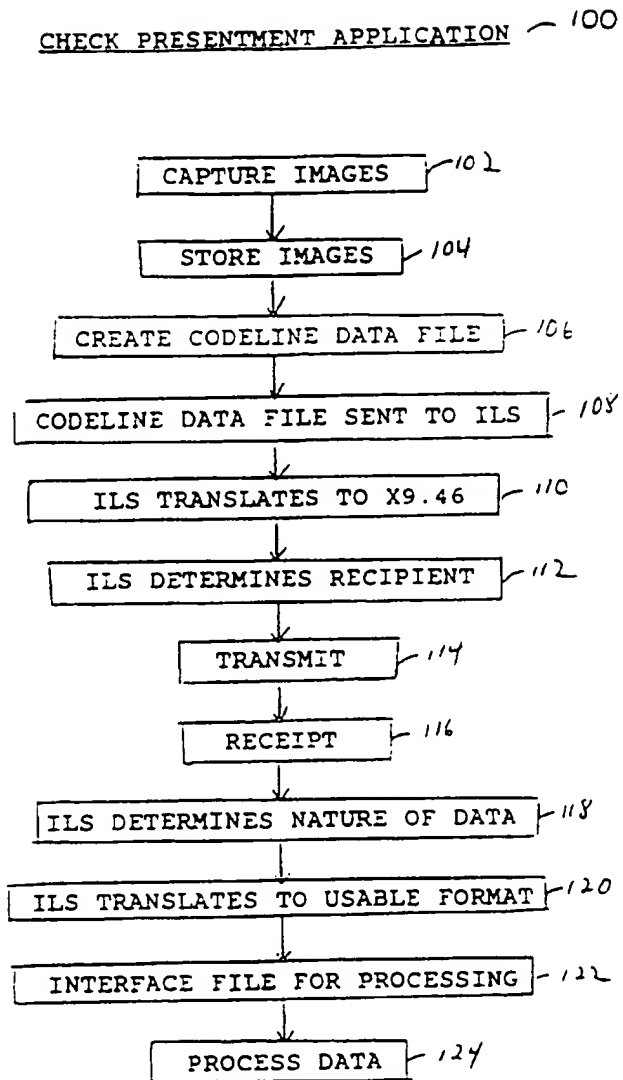 CHECK PRESENTMENT APPLICATION 100
CAPTURE IMAGES 102
STORE IMAGES 104
CREATE CODELINE DATA FILE 106
CODELINE DATA FILE SENT TO ILS 108
ILS TRANSLATES TO X9.46 110
ILS DETERMINES RECIPIENT 112
TRANSMIT 114
RECEIPT 116
ILS DETERMINES NATURE OF DATA 118
ILS TRANSLATES TO USABLE FORMAT 120
INTERFACE FILE FOR PROCESSING 122
PROCESS DATA 124